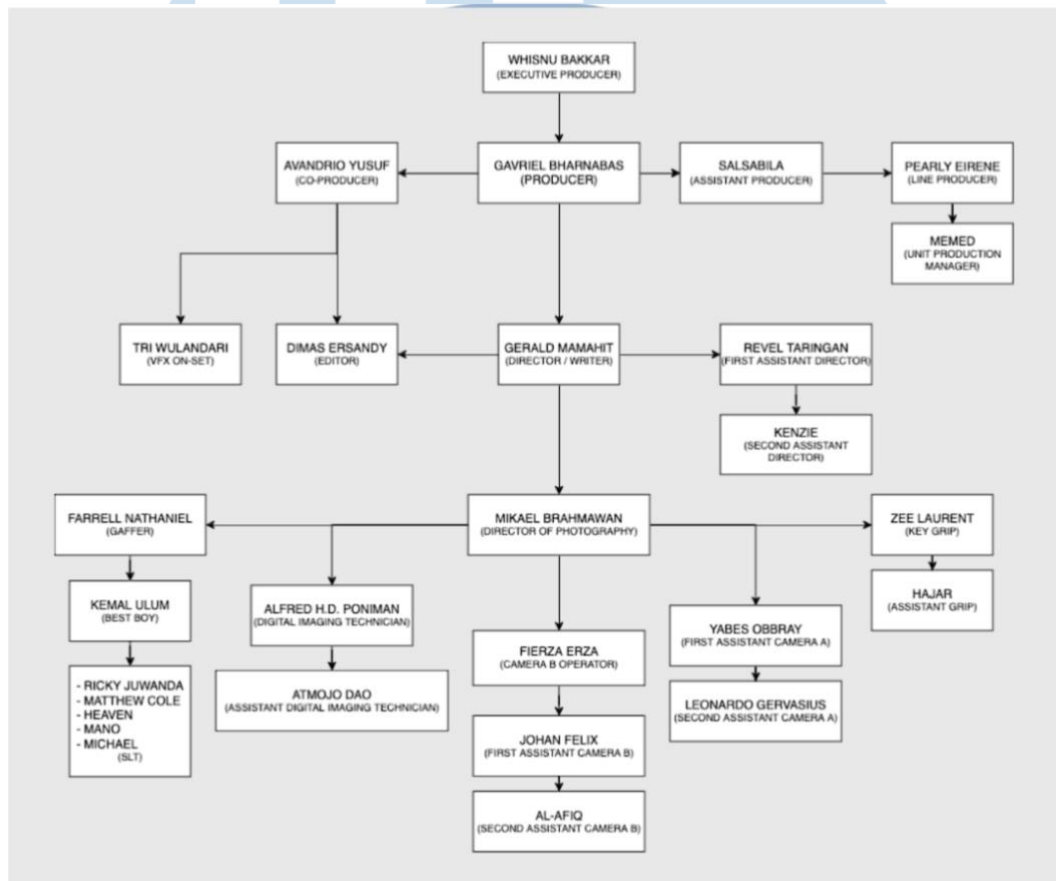 WHISNU BAKKAR
(EXECUTIVE PRODUCER)
AVANDRIO YUSUF
(CO-PRODUCER)
GAVRIEL BHARNABAS
(PRODUCER)
SALSABILA
(ASSISTANT PRODUCER)
PEARLY EIRENE
(LINE PRODUCER)
MEMED
(UNIT PRODUCTION
MANAGER)
TRI WULANDARI
(VFX ON-SET)
DIMAS ERSANDY
(EDITOR)
GERALD MAMAHIT
(DIRECTOR / WRITER)
REVEL TARINGAN
(FIRST ASSISTANT DIRECTOR)
KENZIE
(SECOND ASSISTANT
DIRECTOR)
FARRELL NATHANIEL
(GAFFER)
MIKAEL BRAHMAWAN
(DIRECTOR OF PHOTOGRAPHY)
ZEE LAURENT
(KEY GRIP)
KEMAL ULUM
(BEST BOY)
ALFRED H.D. PONIMAN
(DIGITAL IMAGING TECHNICIAN)
HAJAR
(ASSISTANT GRIP)
YABES OBBRAY
(FIRST ASSISTANT CAMERA A)
FIERZA ERZA
(CAMERA B OPERATOR)
- RICKY JUWANDA
- MATTHEW COLE
- HEAVEN
- MANO
- MICHAEL
(SLT)
ATMOJO DAO
(ASSISTANT DIGITAL IMAGING TECHNICIAN)
LEONARDO GERVASIUS
(SECOND ASSISTANT CAMERA A)
JOHAN FELIX
(FIRST ASSISTANT CAMERA B)
AL-AFIQ
(SECOND ASSISTANT CAMERA B)